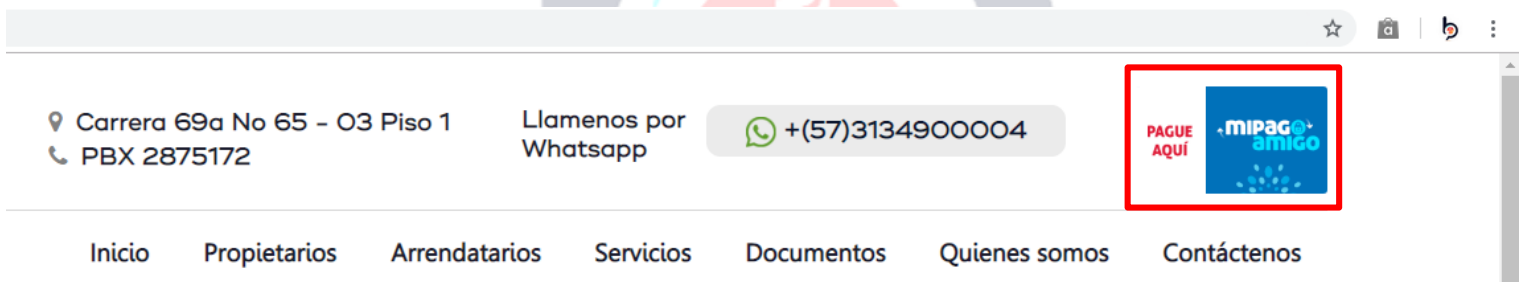 Carrera 69a No 65 - 03 Piso 1
PBX 2875172
Llamenos por
Whatsapp
+(57)3134900004
PAGUE
AQUÍ
mipago
amigo
Inicio Propietarios Arrendatarios Servicios Documentos Quienes somos Contáctenos